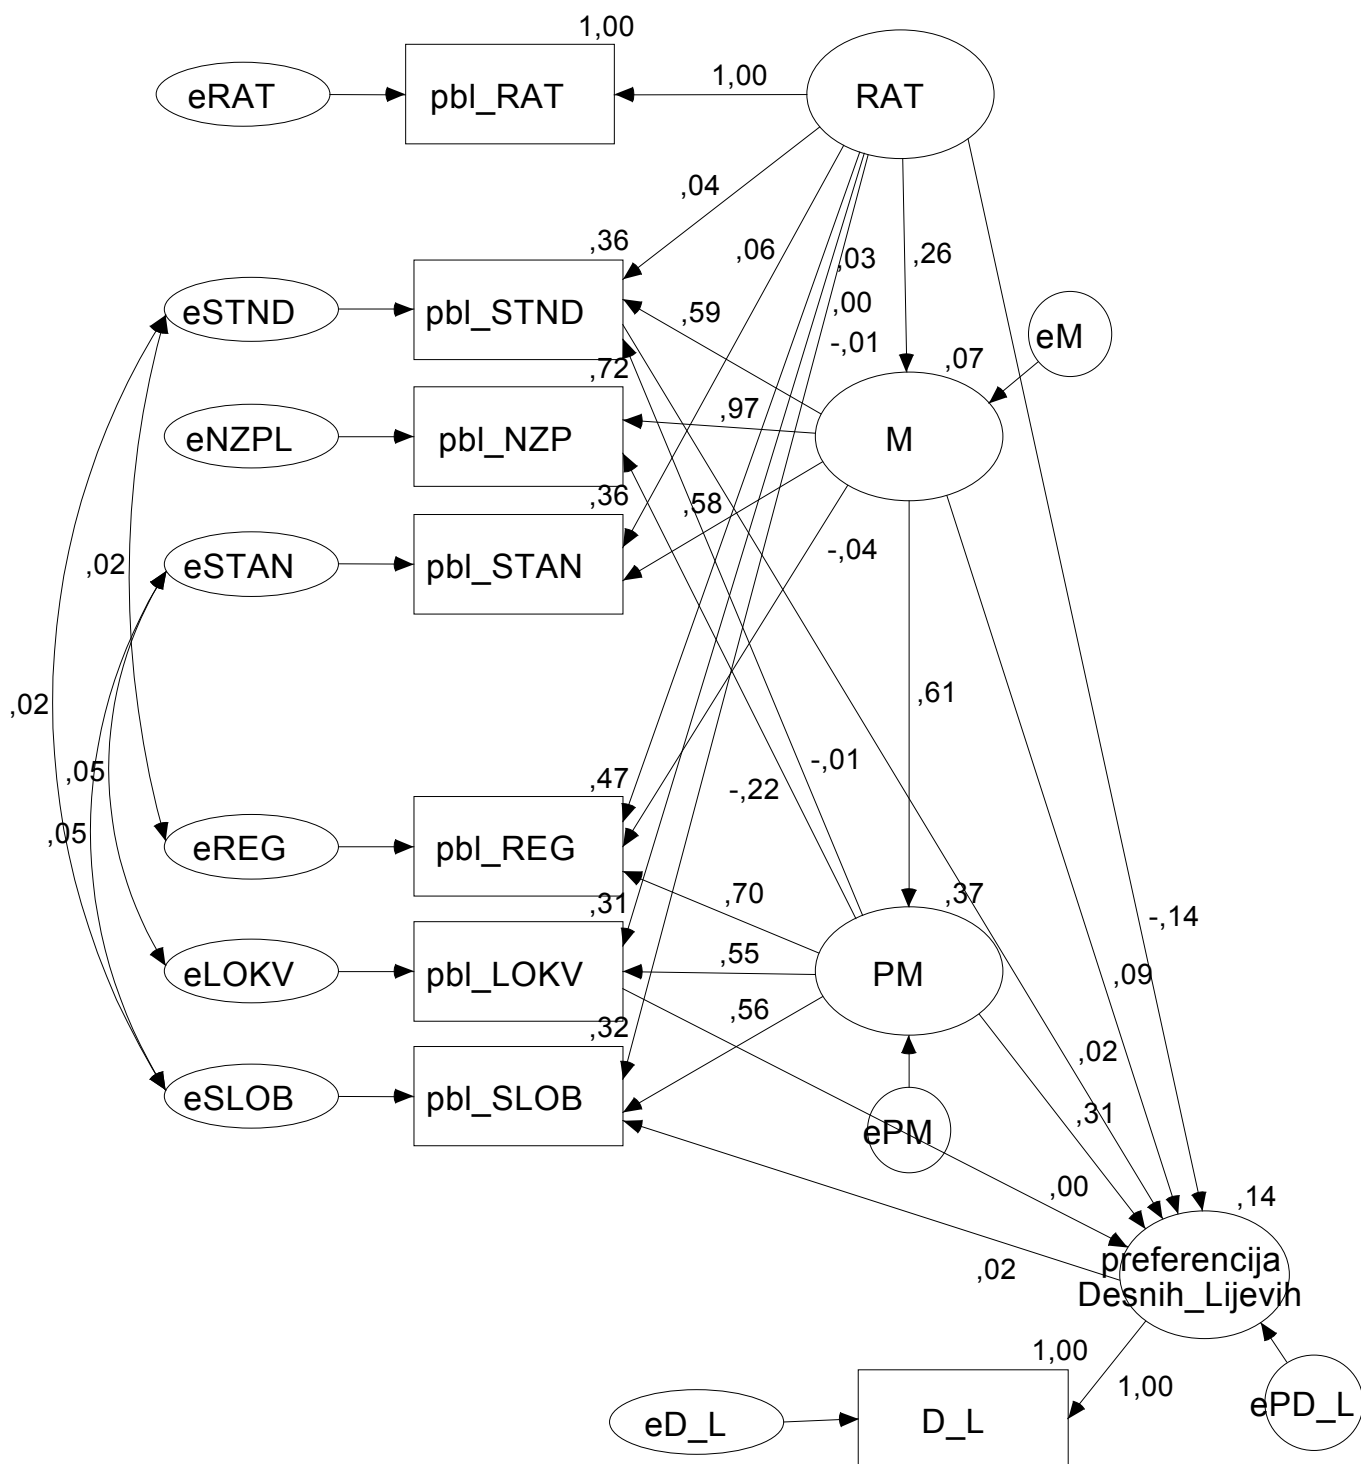 1,00
eRAT
pbl_RAT
1,00
RAT
,04
,36
,06
,03
,26
eSTND
pbl_STND
,59
,00
-,01
eM
,72
,07
eNZPL
pbl_NZP
,97
M
,36
,58
eSTAN
pbl_STAN
-,04
,02
,02
,61
,05
,05
,47
-,22
-,01
eREG
pbl_REG
,31
,70
,37
-,14
eLOKV
pbl_LOKV
,55
PM
,09
,32
,56
,02
eSLOB
pbl_SLOB
ePM
,31
,00
,14
,02
preferencija
Desnih_Lijevih
1,00
1,00
eD_L
D_L
ePD_L